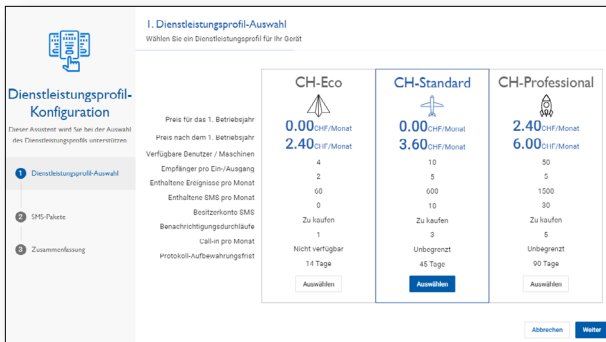 Dienstleistungsprofil-
Konfiguration
Dieser Assistent wird Sie bei der Auswahl
des Dienstleistungsprofils unterstützen
1 Dienstleistungsprofil-Auswahl
2 SMS-Pakete
3 Zusammenfassung
1. Dienstleistungsprofil-Auswahl
Wählen Sie ein Dienstleistungsprofil für Ihr Gerät
CH-Eco CH-Standard CH-Professional
Preis für das 1. Betriebsjahr 0.00CHF/Monat 0.00CHF/Monat 2.40CHF/Monat
Preis nach dem 1. Betriebsjahr 2.40CHF/Monat 3.60CHF/Monat 6.00CHF/Monat
Verfügbare Benutzer / Maschinen 4 10 50
Empfänger pro Ein-/Ausgang 2 5 5
Enthaltene Ereignisse pro Monat 60 600 1500
Enthaltene SMS pro Monat 0 10 30
Besitzerkonto SMS Zu kaufen Zu kaufen Zu kaufen
Benachrichtigungsdurchläufe 1 3 5
Call-in pro Monat Nicht verfügbar Unbegrenzt Unbegrenzt
Protokoll-Aufbewahrungsfrist 14 Tage 45 Tage 90 Tage
Auswählen Auswählen Auswählen
Abbrechen Weiter